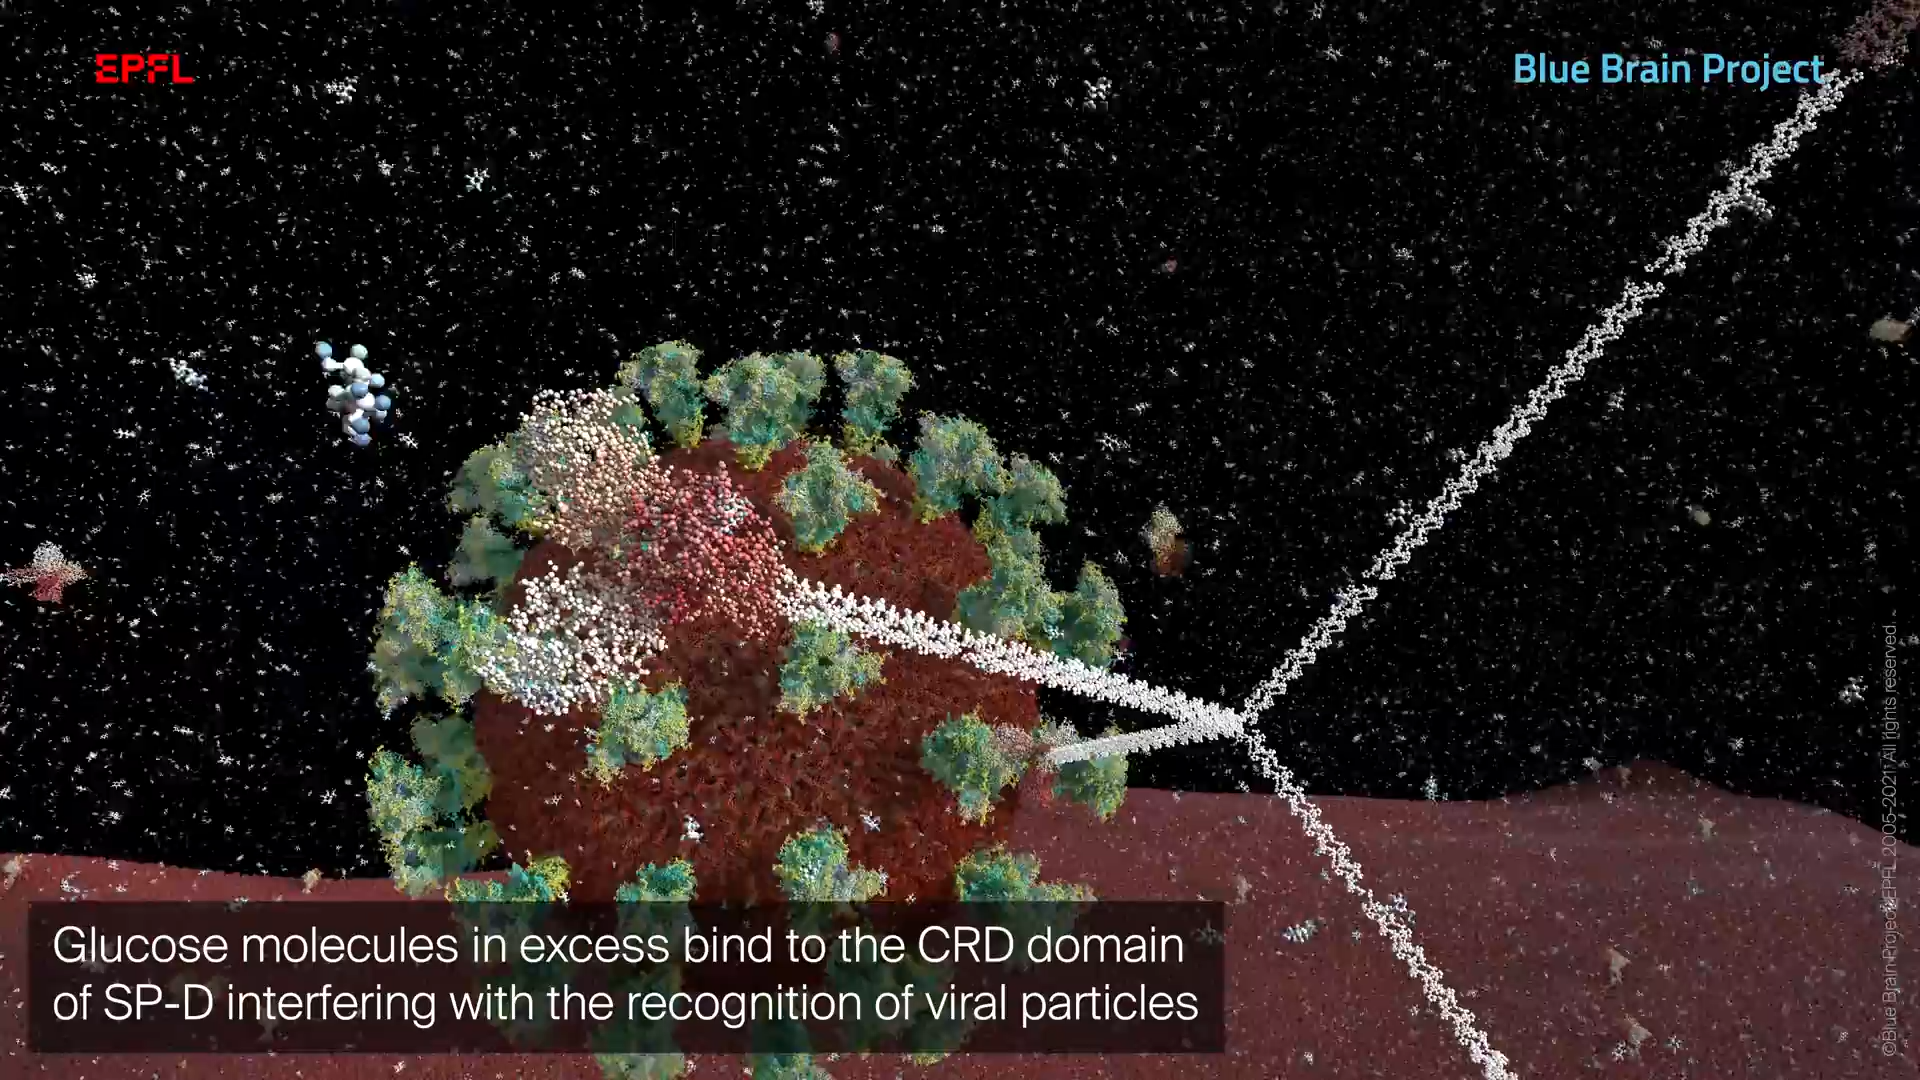 EPFL
Blue Brain Project
Glucose molecules in excess bind to the CRD domain
of SP-D interfering with the recognition of viral particles
©Blue Brain Project/EPFL 2005-2021 All rights reserved.